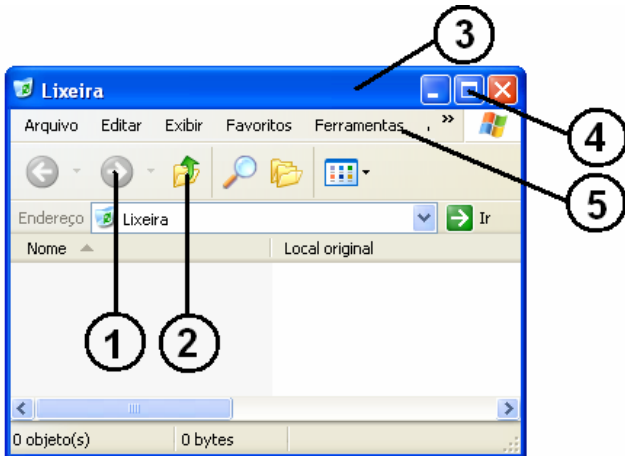 3
Lixeira
4
Arquivo Editar Exibir Favoritos Ferramentas »
5
Endereço Lixeira Ir
Nome Local original
1 2
0 objeto(s) 0 bytes